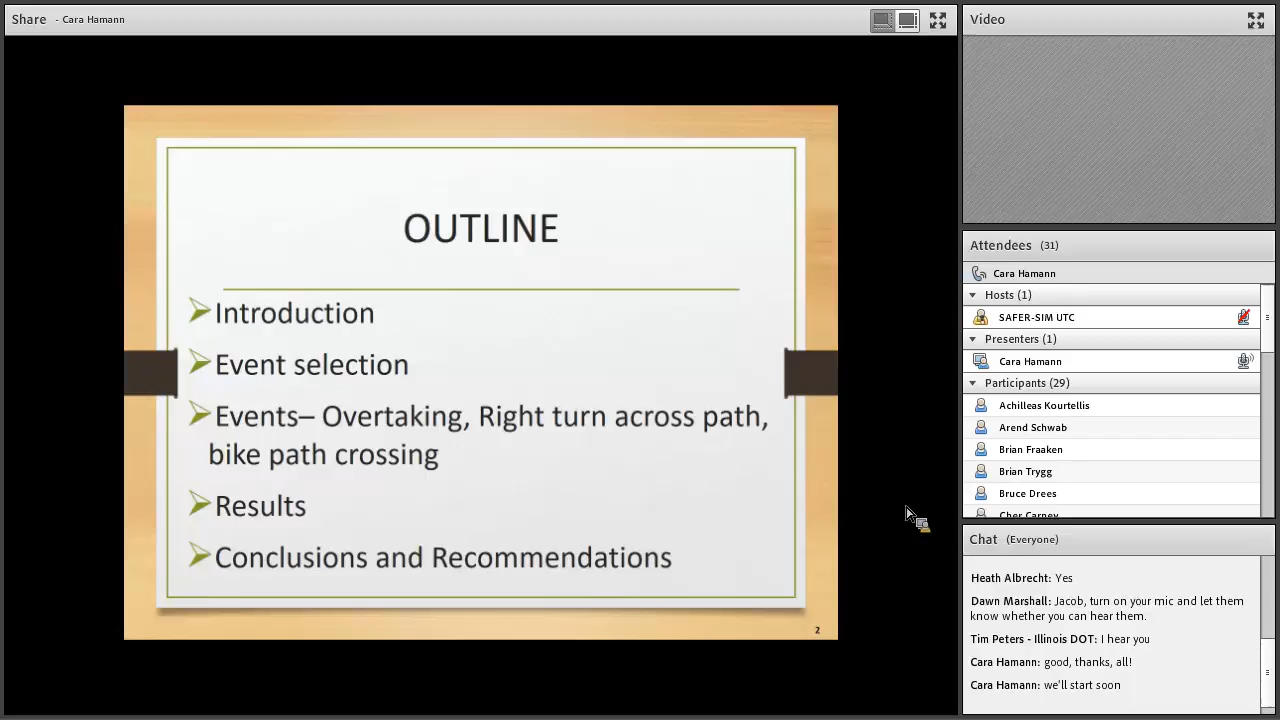 Share - Cara Hamann
OUTLINE
Introduction
Event selection
Events– Overtaking, Right turn across path,
bike path crossing
Results
Conclusions and Recommendations
2
Video
Attendees (31)
Cara Hamann
Hosts (1)
SAFER-SIM UTC
Presenters (1)
Cara Hamann
Participants (29)
Achilleas Kourtellis
Arend Schwab
Brian Fraaken
Brian Trygg
Bruce Drees
Cher Carney
Chat (Everyone)
Heath Albrecht: Yes
Dawn Marshall: Jacob, turn on your mic and let them
know whether you can hear them.
Tim Peters - Illinois DOT: I hear you
Cara Hamann: good, thanks, all!
Cara Hamann: we'll start soon